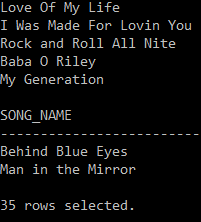 Love Of My Life
I Was Made For Lovin You
Rock and Roll All Nite
Baba O Riley
My Generation

SONG_NAME
-------------------------
Behind Blue Eyes
Man in the Mirror

35 rows selected.